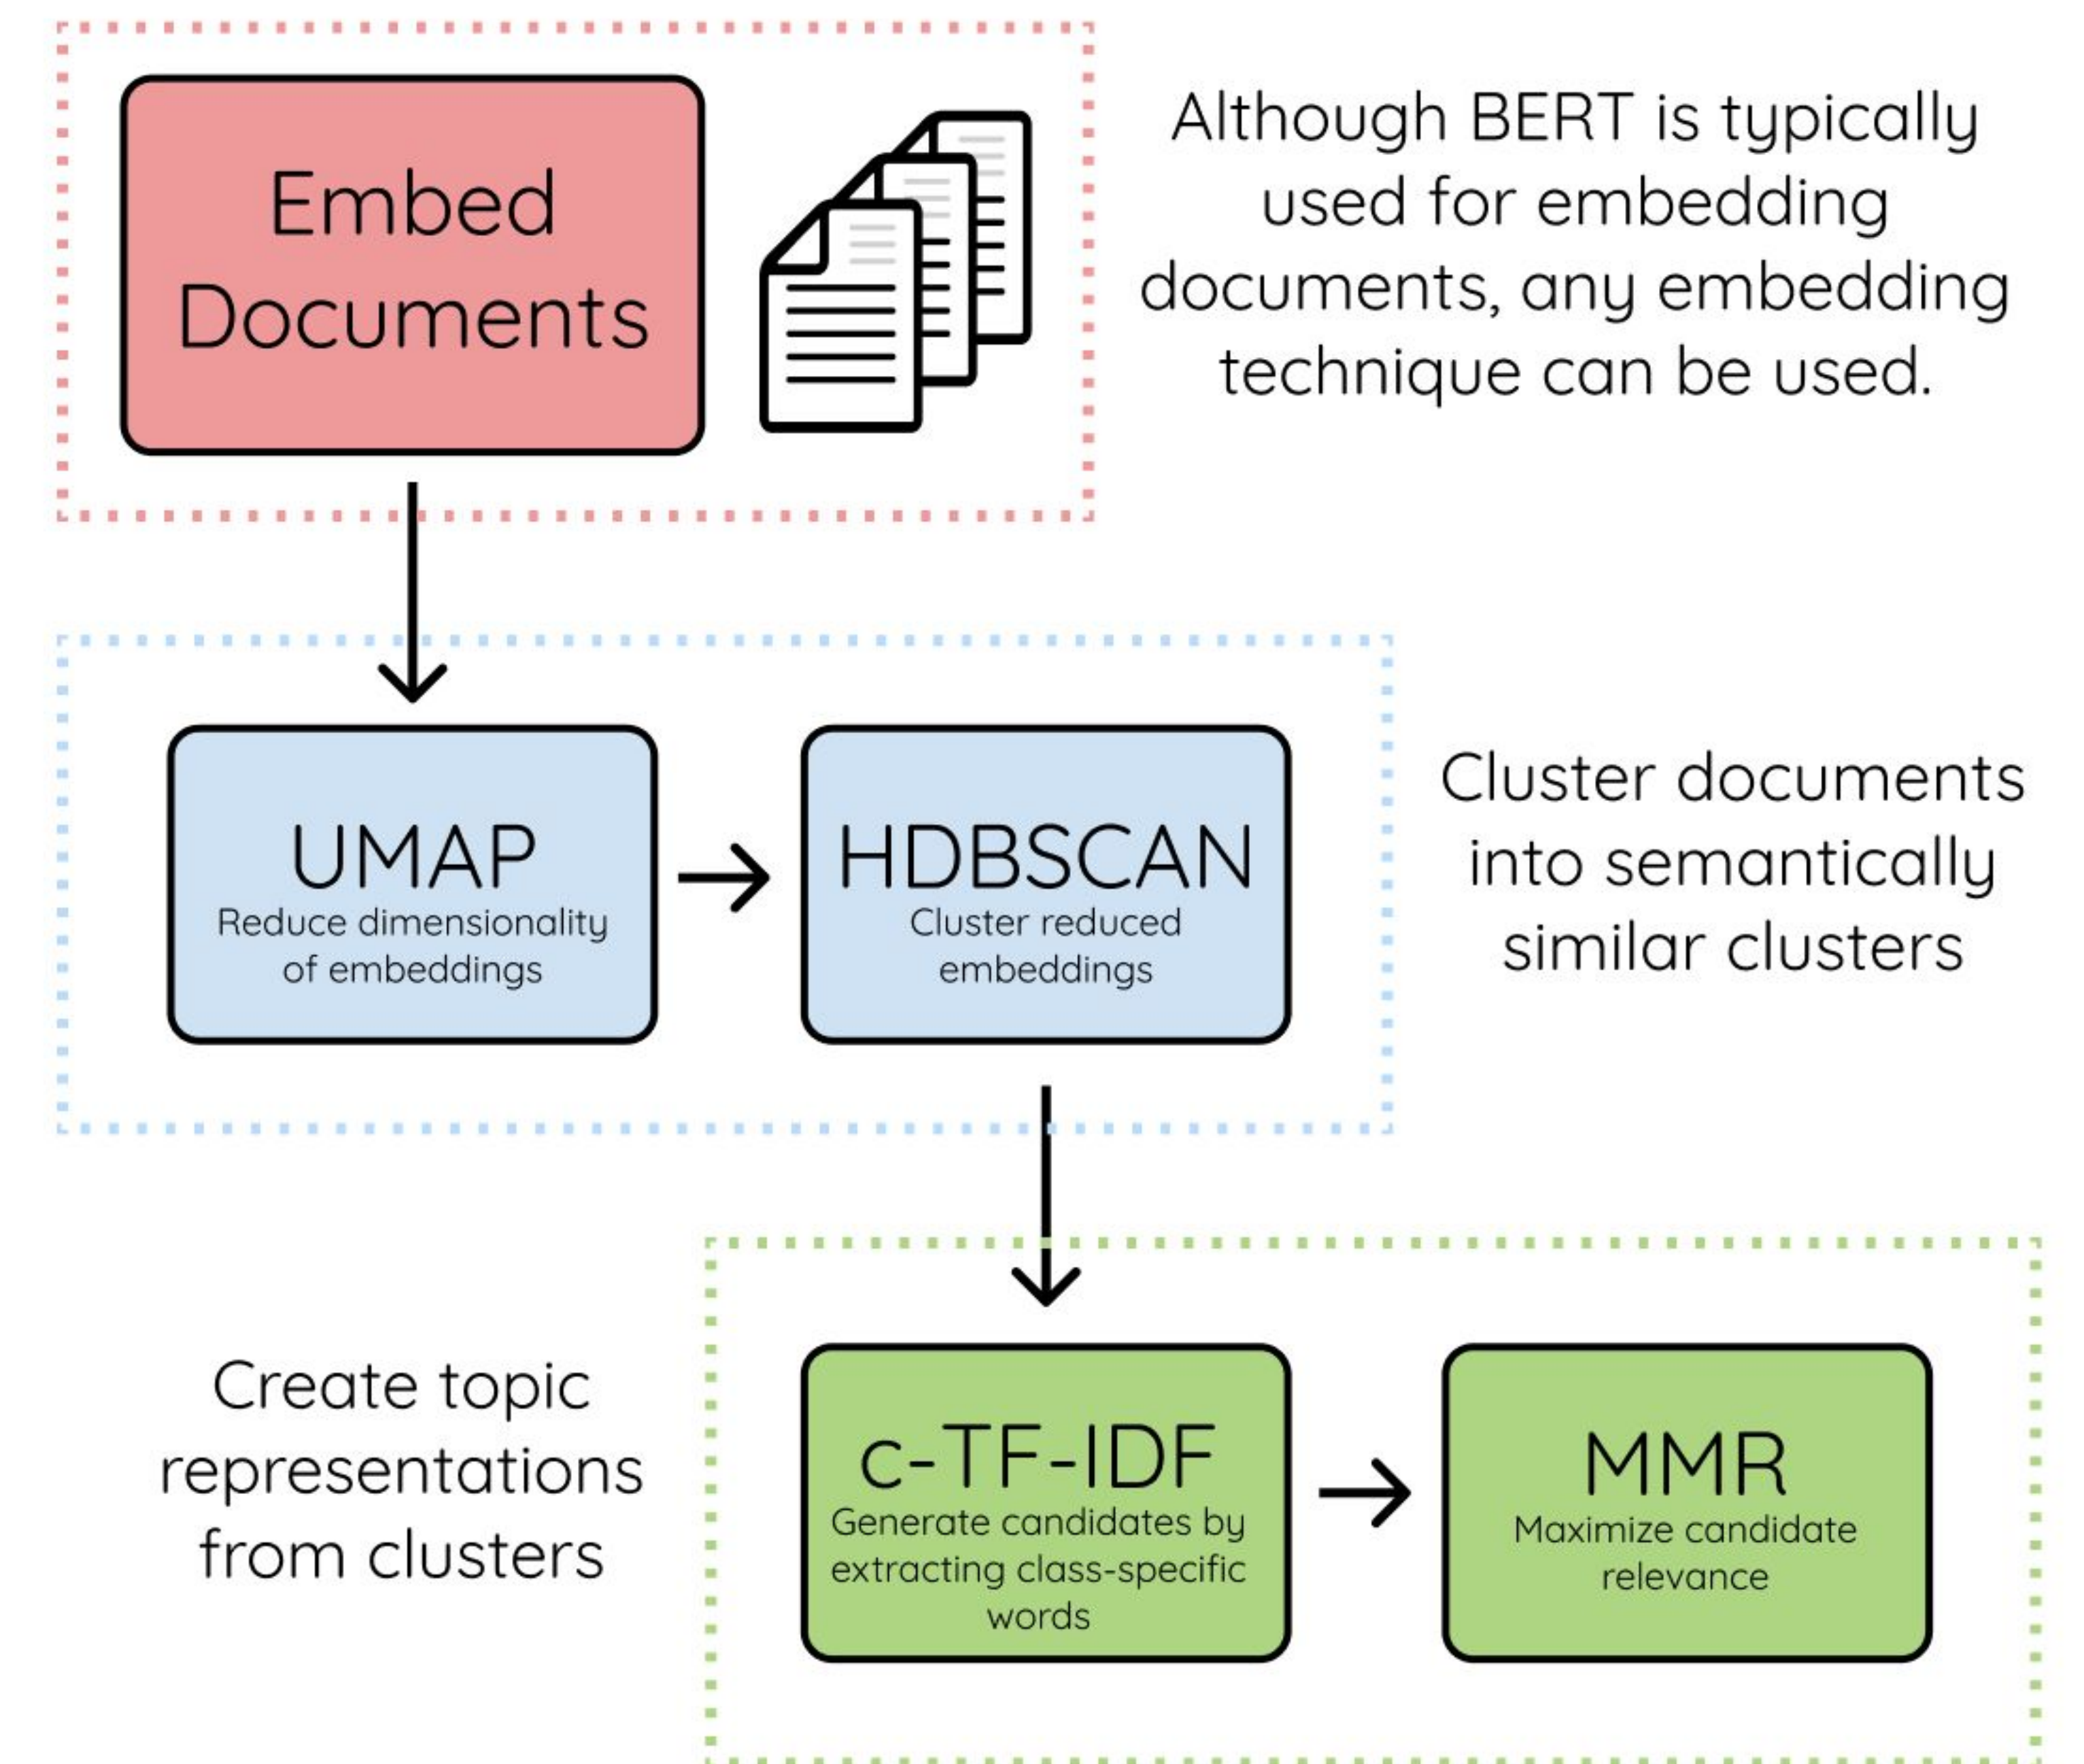 Embed
Documents
Although BERT is typically
used for embedding
documents, any embedding
technique can be used.
UMAP
Reduce dimensionality
of embeddings
HDBSCAN
Cluster reduced
embeddings
Cluster documents
into semantically
similar clusters
Create topic
representations
from clusters
c-TF-IDF
Generate candidates by
extracting class-specific
words
MMR
Maximize candidate
relevance